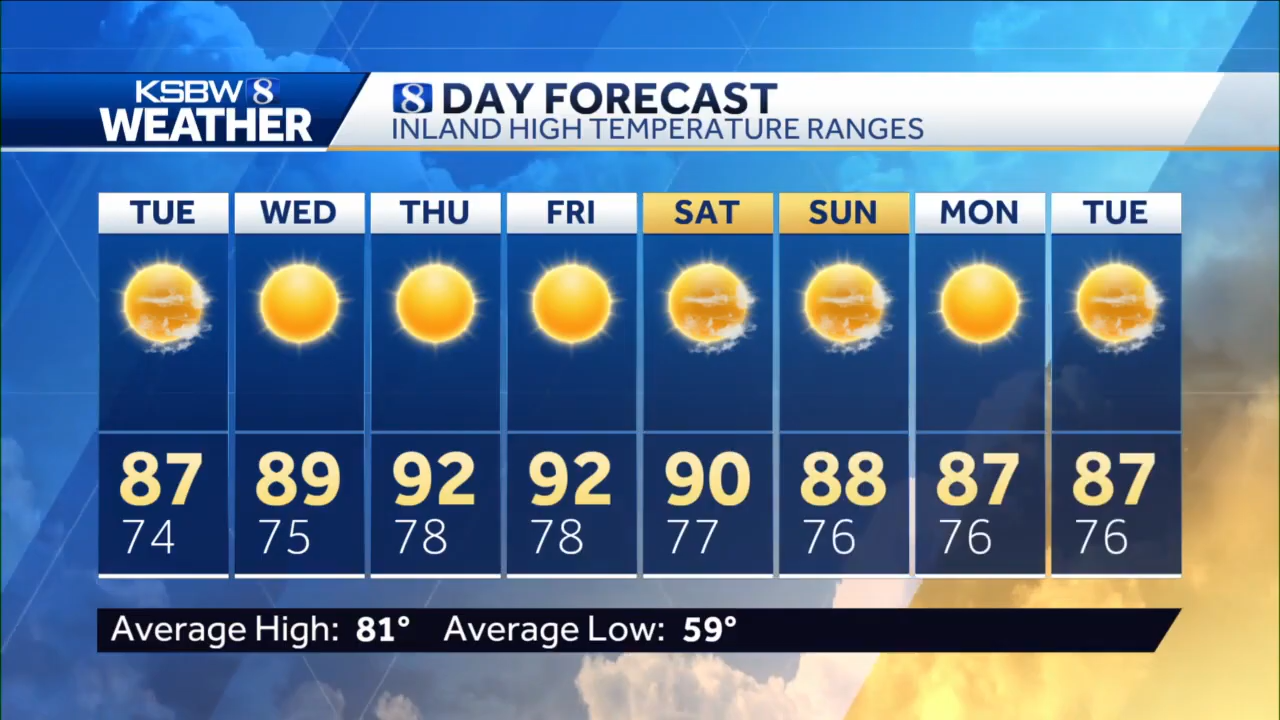 KSBW 8
WEATHER
8 DAY FORECAST
INLAND HIGH TEMPERATURE RANGES
TUE WED THU FRI SAT SUN MON TUE
87 89 92 92 90 88 87 87
74 75 78 78 77 76 76 76
Average High: 81° Average Low: 59°